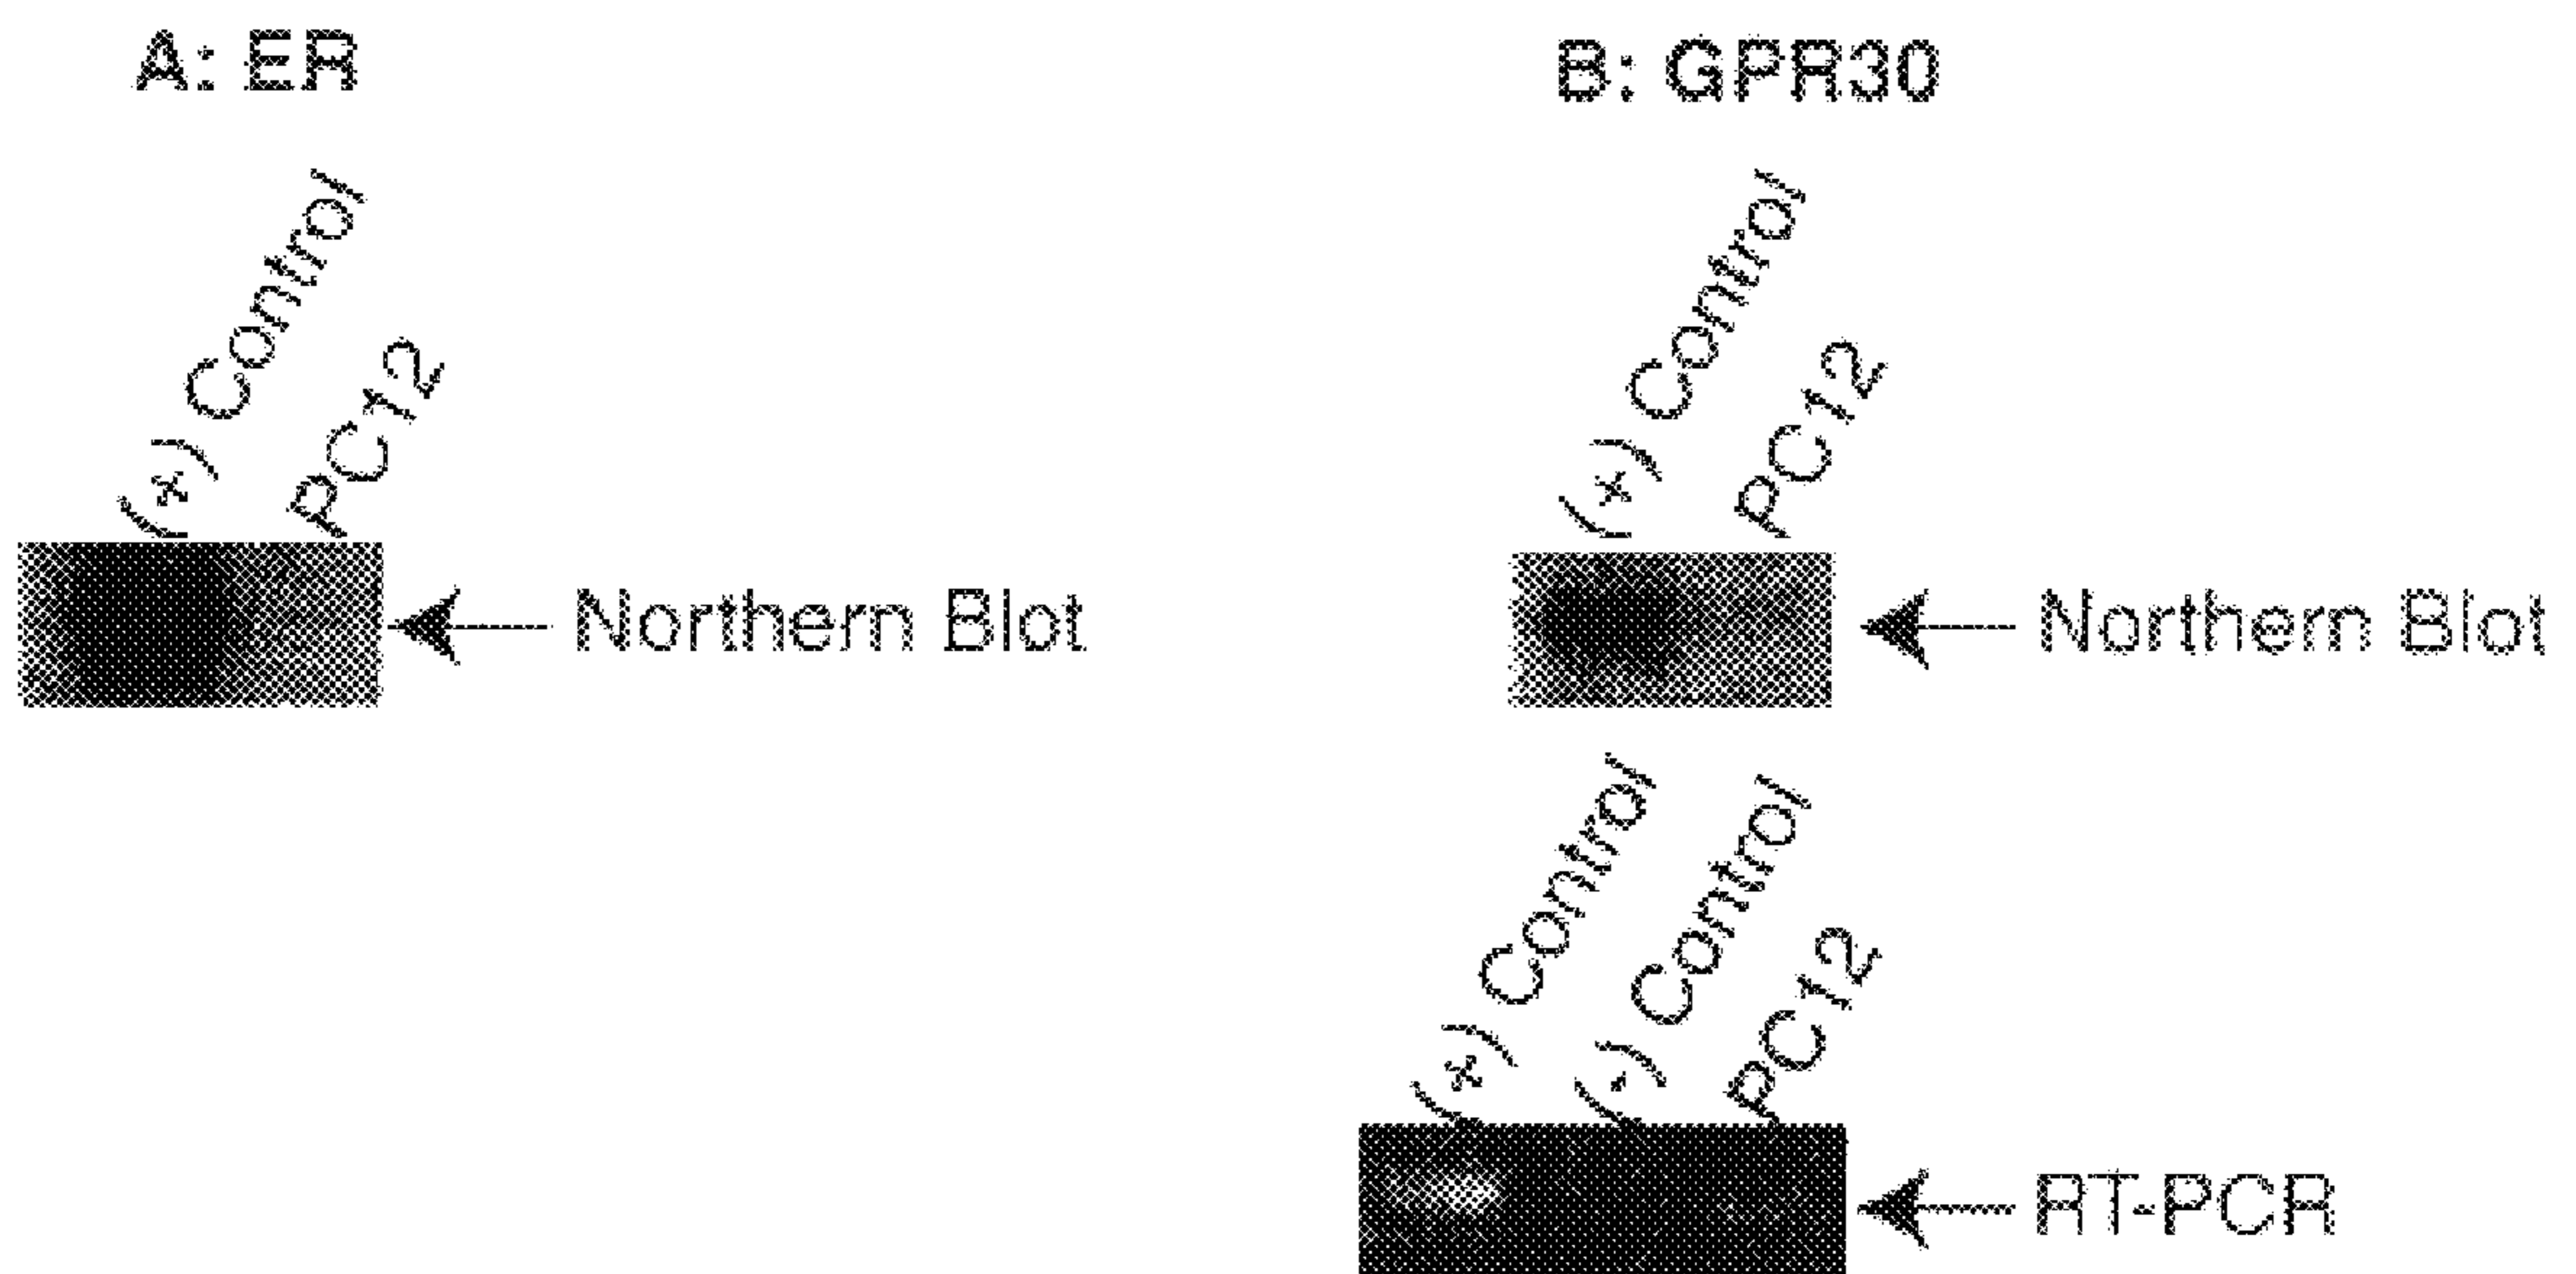 A: ER
(+) Control
PC12
Northern Blot
B: GPR30
(+) Control
PC12
Northern Blot
(+) Control
(-) Control
PC12
RT-PCR